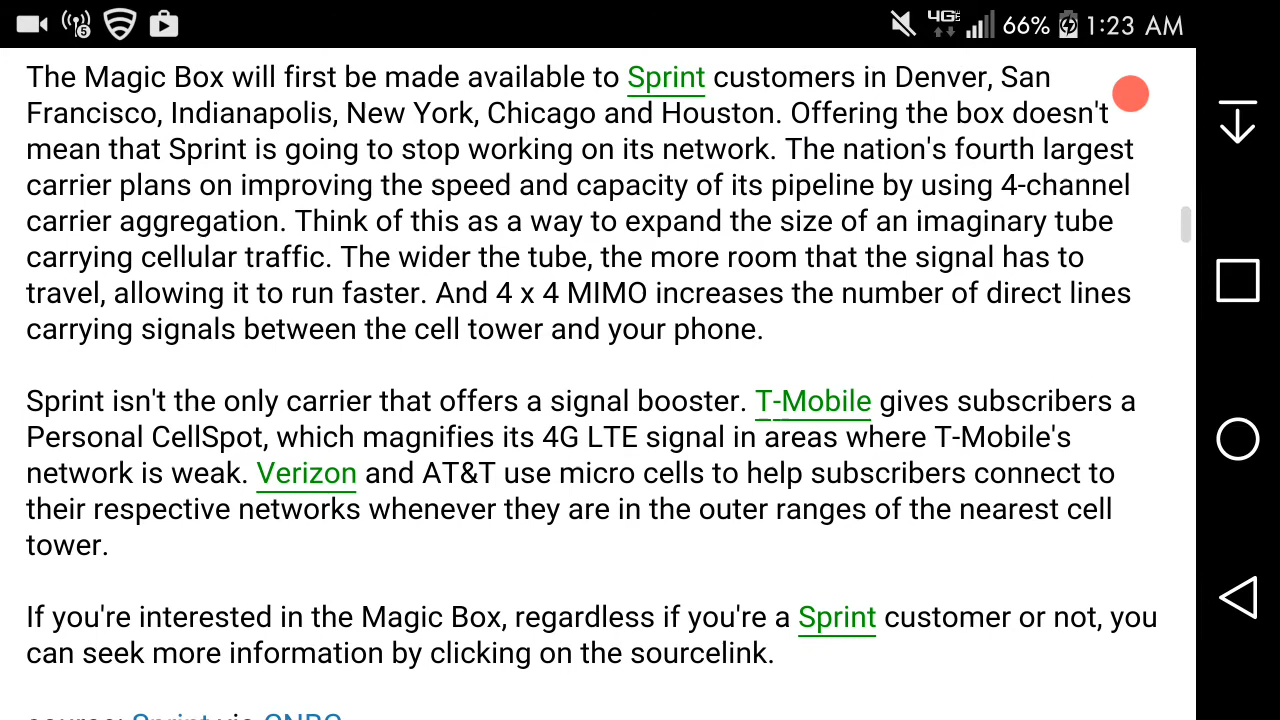 5 4G LTE 66% 1:23 AM
The Magic Box will first be made available to Sprint customers in Denver, San
Francisco, Indianapolis, New York, Chicago and Houston. Offering the box doesn't
mean that Sprint is going to stop working on its network. The nation's fourth largest
carrier plans on improving the speed and capacity of its pipeline by using 4-channel
carrier aggregation. Think of this as a way to expand the size of an imaginary tube
carrying cellular traffic. The wider the tube, the more room that the signal has to
travel, allowing it to run faster. And 4 x 4 MIMO increases the number of direct lines
carrying signals between the cell tower and your phone.
Sprint isn't the only carrier that offers a signal booster. T-Mobile gives subscribers a
Personal CellSpot, which magnifies its 4G LTE signal in areas where T-Mobile's
network is weak. Verizon and AT&T use micro cells to help subscribers connect to
their respective networks whenever they are in the outer ranges of the nearest cell
tower.
If you're interested in the Magic Box, regardless if you're a Sprint customer or not, you
can seek more information by clicking on the sourcelink.
source: Sprint via CNBC